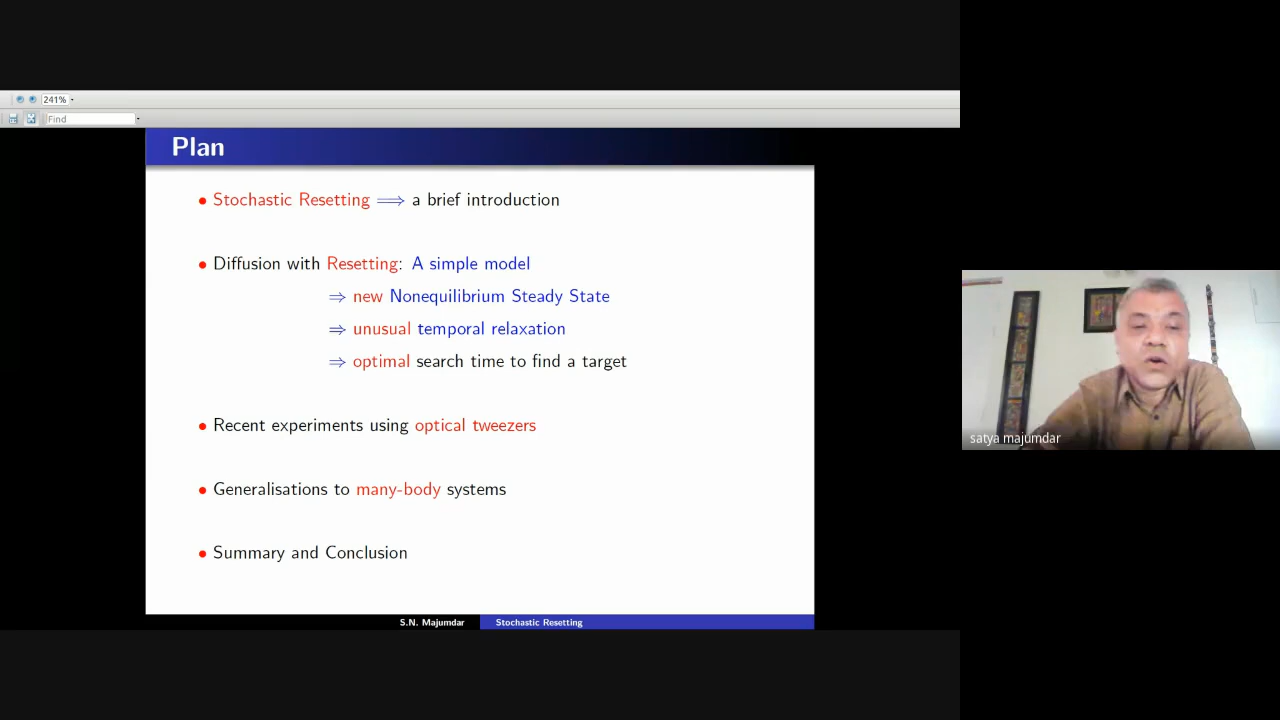 241%
Find
Plan
• Stochastic Resetting ⟹ a brief introduction
• Diffusion with Resetting: A simple model
⇒ new Nonequilibrium Steady State
⇒ unusual temporal relaxation
⇒ optimal search time to find a target
• Recent experiments using optical tweezers
• Generalisations to many-body systems
• Summary and Conclusion
S.N. Majumdar Stochastic Resetting
satya majumdar